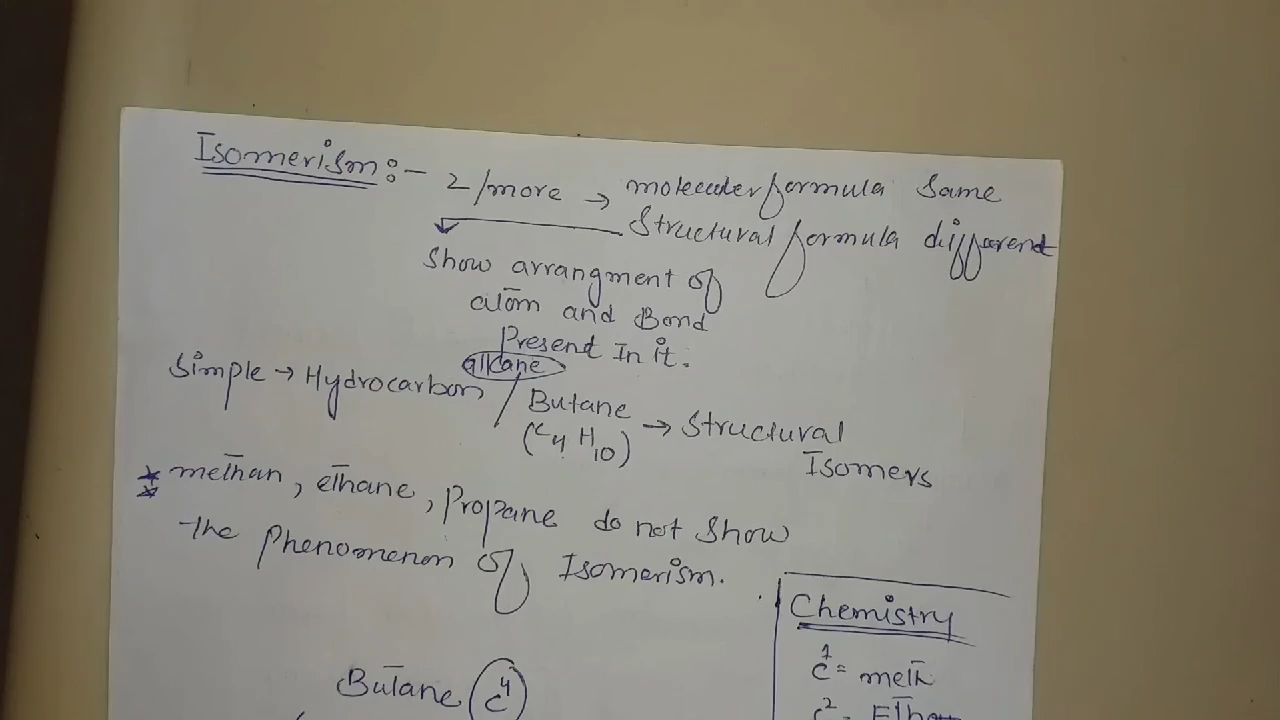 Isomerism:- 2/more → molecular formula Same
Structural formula different
Show arrangment of
atom and Bond
Present In it.
alkane
Simple → Hydrocarbon / Butane → Structural
(C4 H10) Isomers
methan, ethane, Propane do not Show
The Phenomenon of Isomerism.
Chemistry
C1 = meth
Butane C4
C2 - Eth